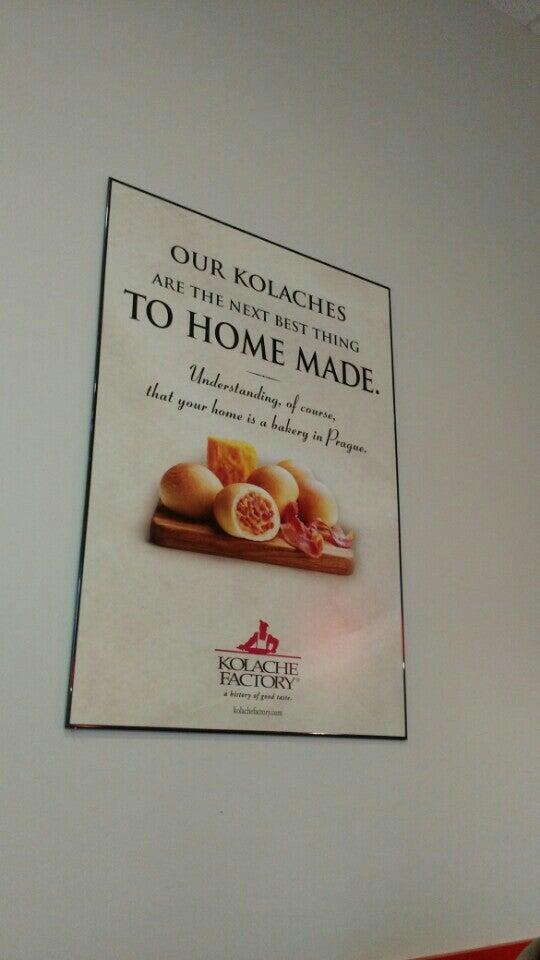 OUR KOLACHES
ARE THE NEXT BEST THING
TO HOME MADE.
Understanding, of course,
that your home is a bakery in Prague.
KOLACHE
FACTORY®
a history of good taste.
kolachefactory.com